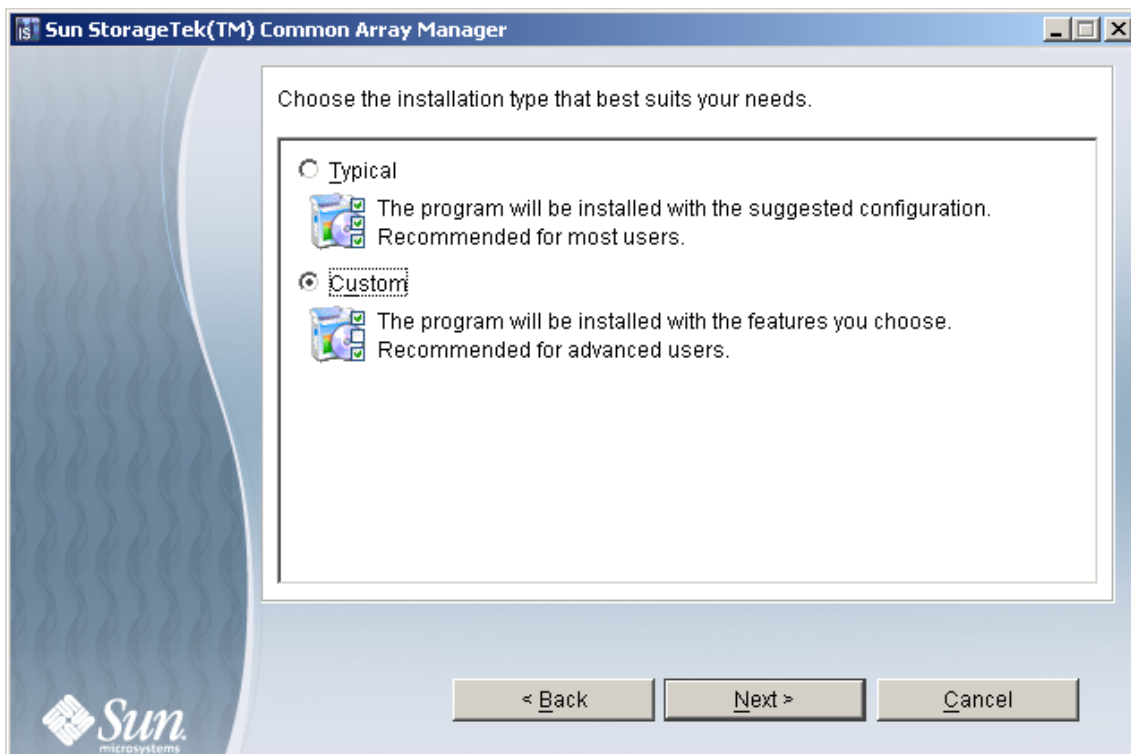 Sun StorageTek(TM) Common Array Manager
Choose the installation type that best suits your needs.
Typical
The program will be installed with the suggested configuration.
Recommended for most users.
Custom
The program will be installed with the features you choose.
Recommended for advanced users.
< Back
Next >
Cancel
Sun
microsystems